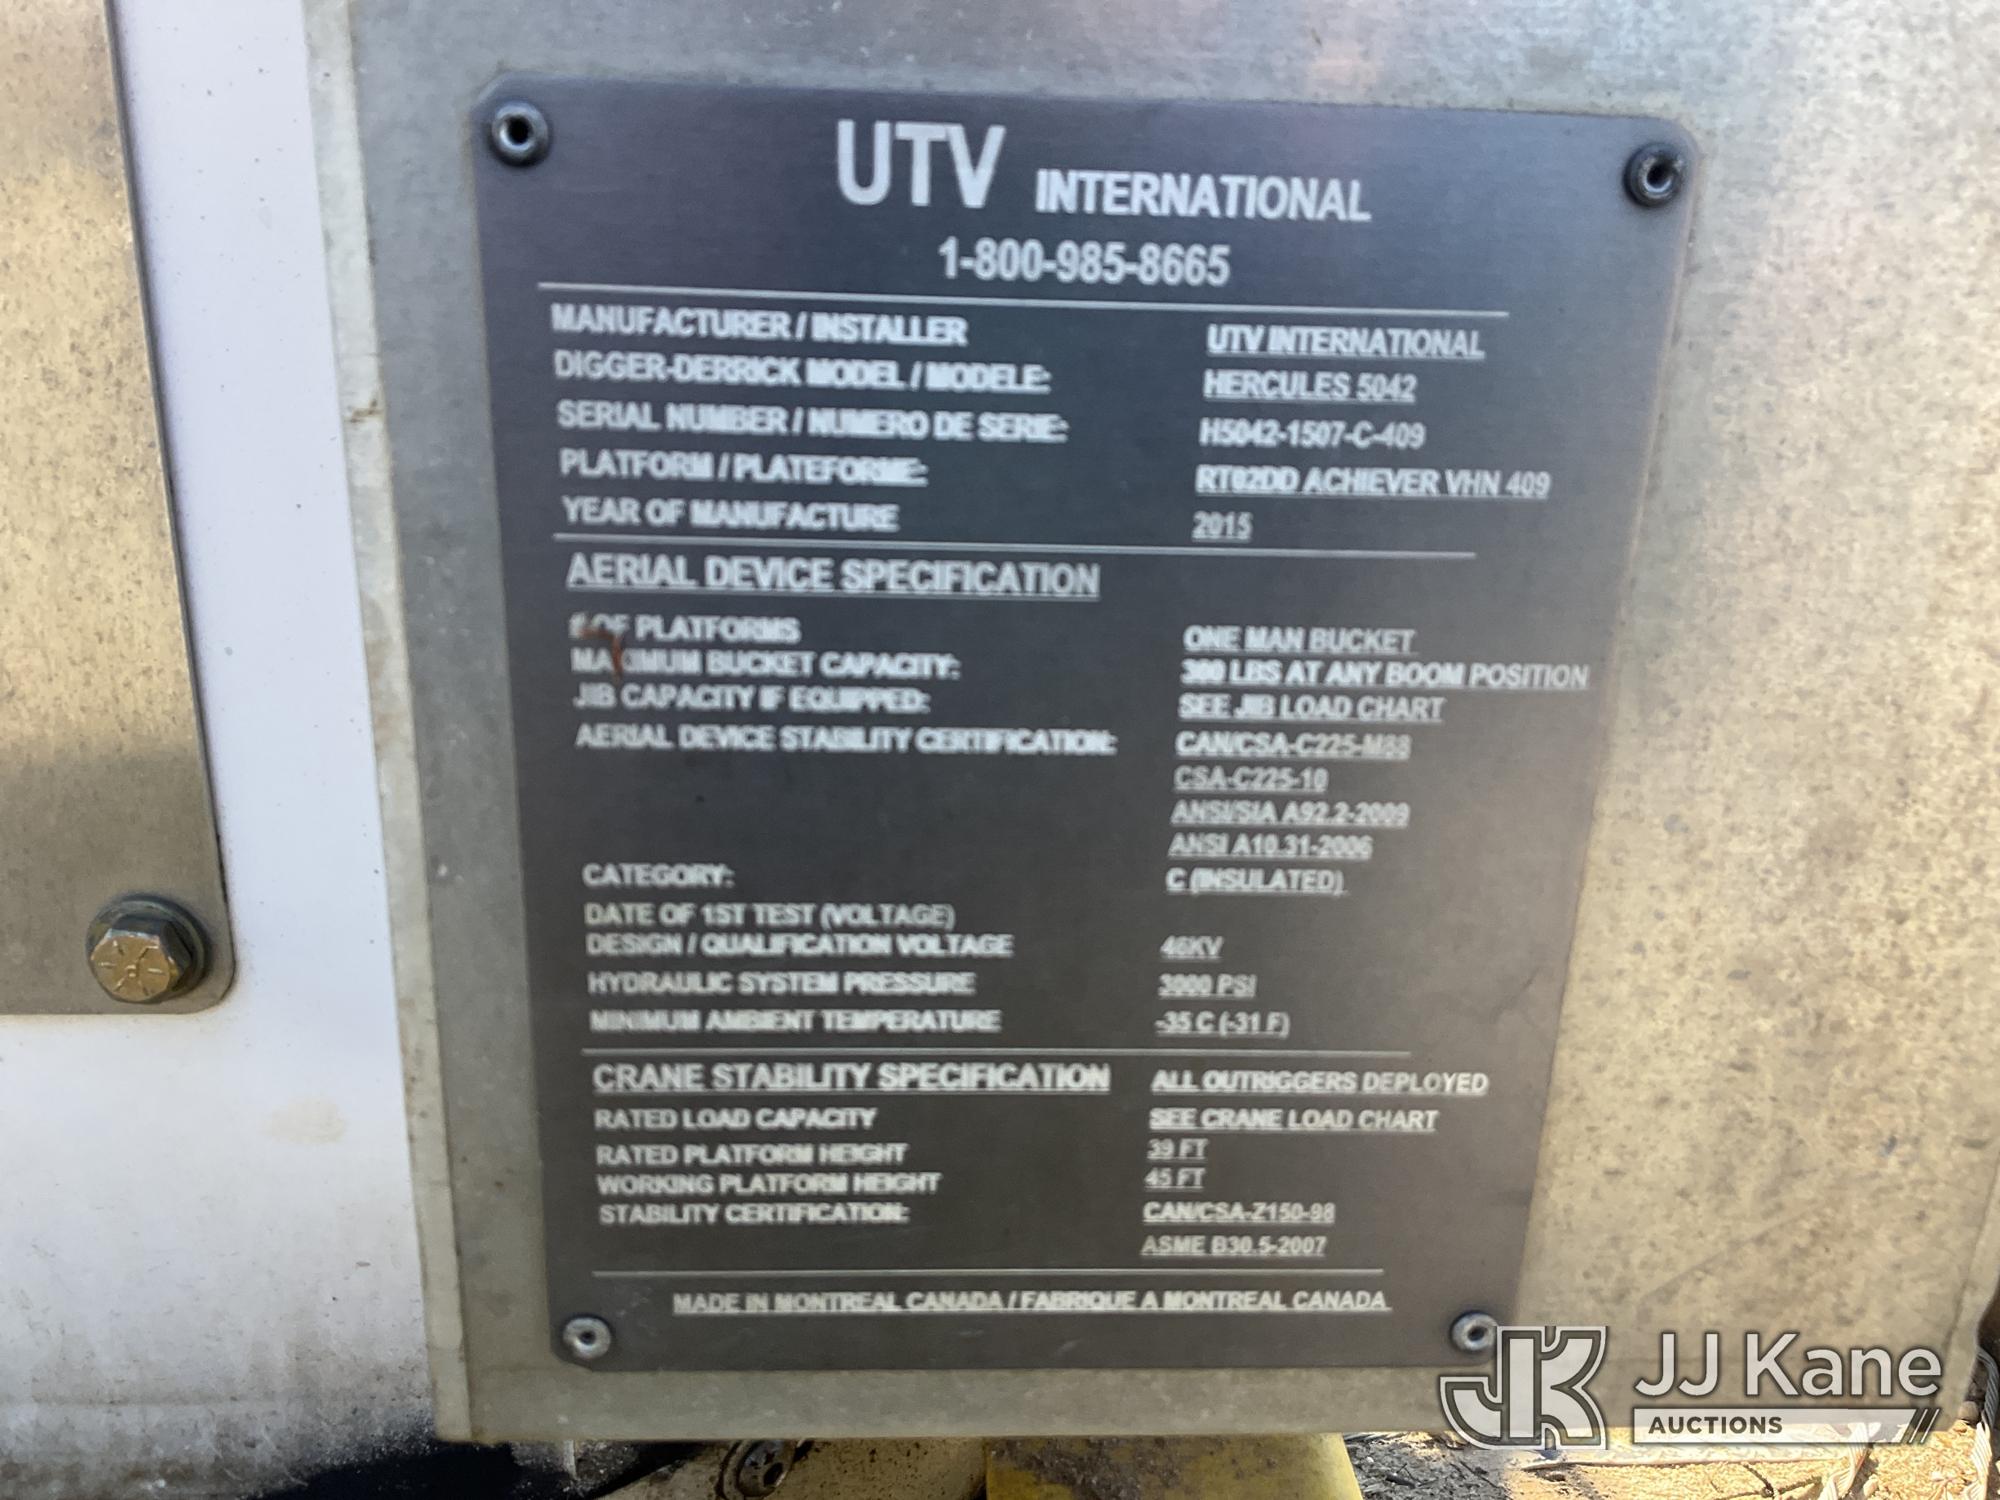 UTV INTERNATIONAL
1-800-985-8665
MANUFACTURER / INSTALLER UTV INTERNATIONAL
DIGGER-DERRICK MODEL / MODELE: HERCULES 5042
SERIAL NUMBER / NUMERO DE SERIE: H5042-1507-C-409
PLATFORM / PLATEFORME: RT02DD ACHIEVER VHN 409
YEAR OF MANUFACTURE 2015
AERIAL DEVICE SPECIFICATION
# OF PLATFORMS ONE MAN BUCKET
MAXIMUM BUCKET CAPACITY: 300 LBS AT ANY BOOM POSITION
JIB CAPACITY IF EQUIPPED: SEE JIB LOAD CHART
AERIAL DEVICE STABILITY CERTIFICATION: CAN/CSA-C225-M88
CSA-C225-10
ANSI/SIA A92.2-2009
ANSI A10.31-2006
CATEGORY: C (INSULATED)
DATE OF 1ST TEST (VOLTAGE)
DESIGN / QUALIFICATION VOLTAGE 46KV
HYDRAULIC SYSTEM PRESSURE 3000 PSI
MINIMUM AMBIENT TEMPERATURE -35 C (-31 F)
CRANE STABILITY SPECIFICATION ALL OUTRIGGERS DEPLOYED
RATED LOAD CAPACITY SEE CRANE LOAD CHART
RATED PLATFORM HEIGHT 39 FT
WORKING PLATFORM HEIGHT 45 FT
STABILITY CERTIFICATION: CAN/CSA-Z150-98
ASME B30.5-2007
MADE IN MONTREAL CANADA / FABRIQUE A MONTREAL CANADA
JK JJ Kane
AUCTIONS